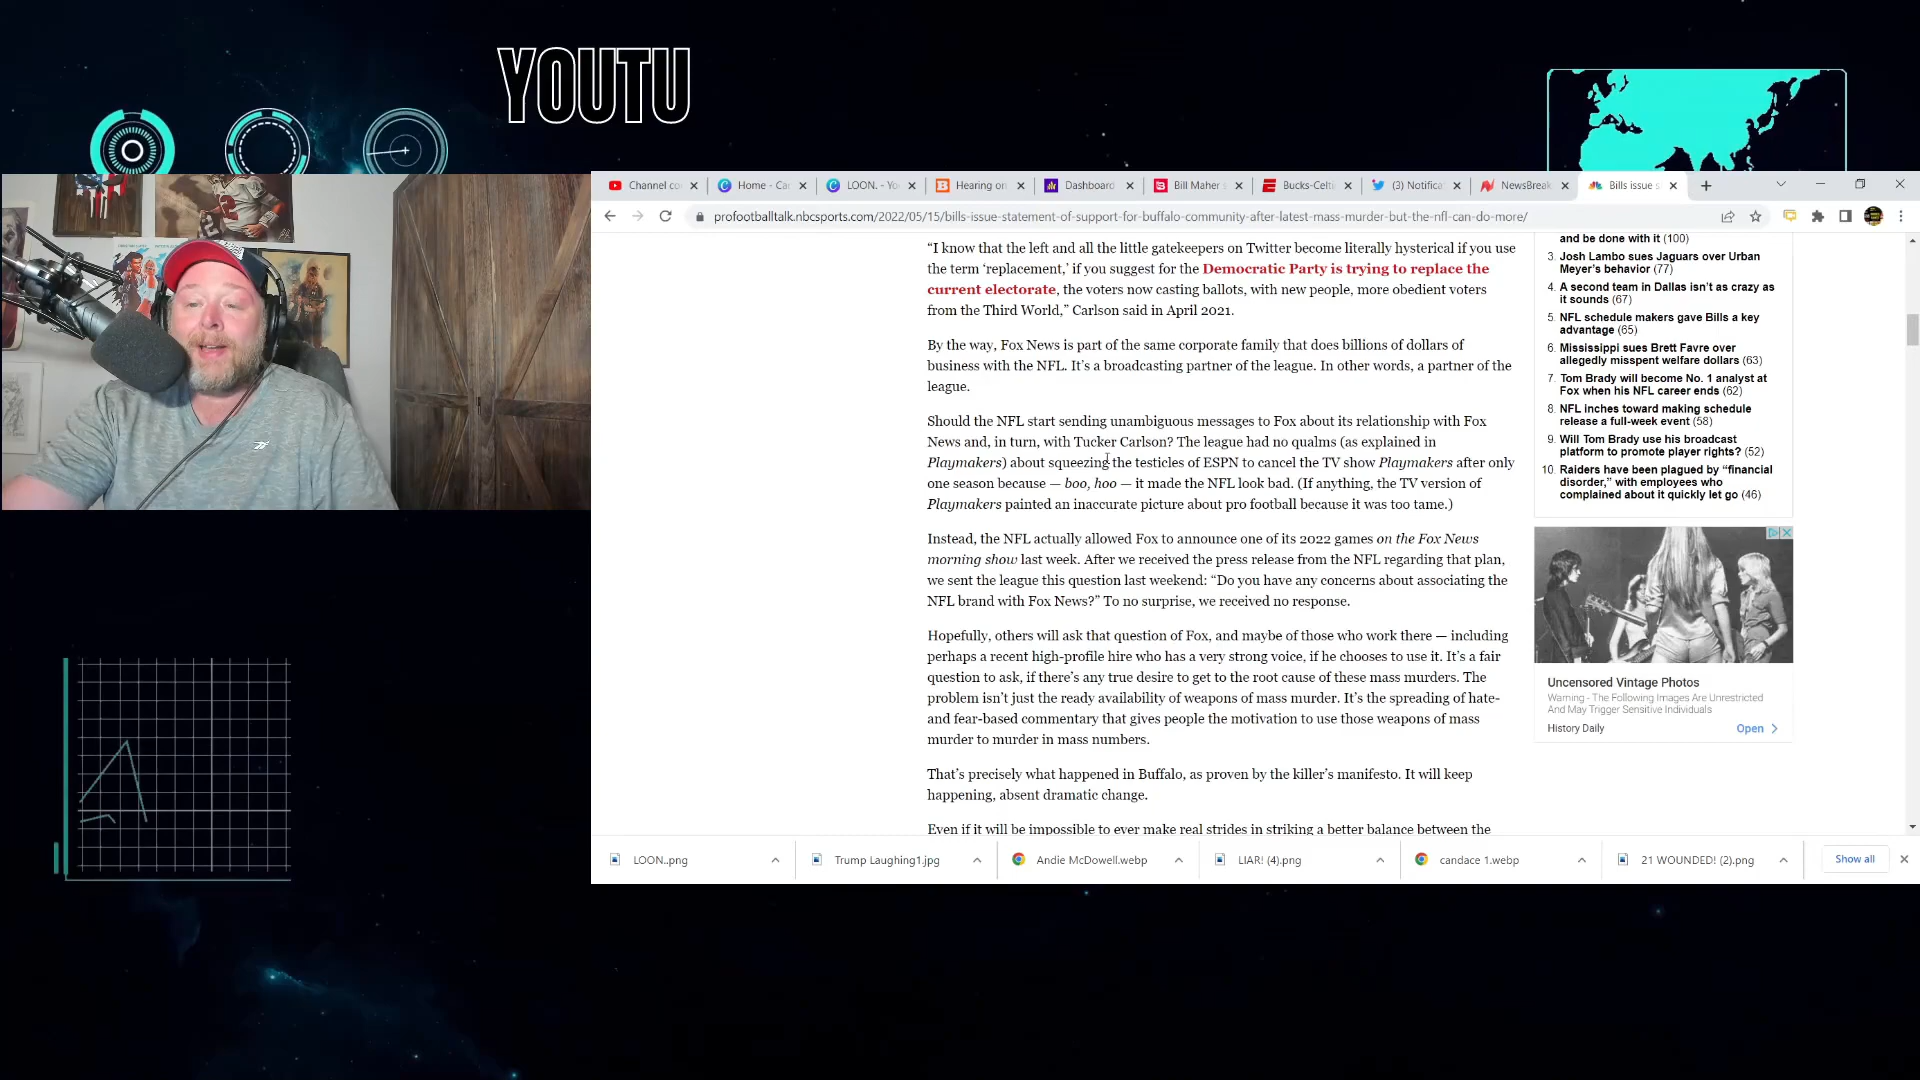 YOUTU
Channel co
Home - Ca
LOON. - Yo
Hearing on
Dashboard
Bill Maher s
Bucks-Celti
(3) Notifica
NewsBreak
Bills issue s
profootballtalk.nbcsports.com/2022/05/15/bills-issue-statement-of-support-for-buffalo-community-after-latest-mass-murder-but-the-nfl-can-do-more/
“I know that the left and all the little gatekeepers on Twitter become literally hysterical if you use
the term ‘replacement,’ if you suggest for the Democratic Party is trying to replace the
current electorate, the voters now casting ballots, with new people, more obedient voters
from the Third World,” Carlson said in April 2021.
By the way, Fox News is part of the same corporate family that does billions of dollars of
business with the NFL. It’s a broadcasting partner of the league. In other words, a partner of the
league.
Should the NFL start sending unambiguous messages to Fox about its relationship with Fox
News and, in turn, with Tucker Carlson? The league had no qualms (as explained in
Playmakers) about squeezing the testicles of ESPN to cancel the TV show Playmakers after only
one season because — boo, hoo — it made the NFL look bad. (If anything, the TV version of
Playmakers painted an inaccurate picture about pro football because it was too tame.)
Instead, the NFL actually allowed Fox to announce one of its 2022 games on the Fox News
morning show last week. After we received the press release from the NFL regarding that plan,
we sent the league this question last weekend: “Do you have any concerns about associating the
NFL brand with Fox News?” To no surprise, we received no response.
Hopefully, others will ask that question of Fox, and maybe of those who work there — including
perhaps a recent high-profile hire who has a very strong voice, if he chooses to use it. It’s a fair
question to ask, if there’s any true desire to get to the root cause of these mass murders. The
problem isn’t just the ready availability of weapons of mass murder. It’s the spreading of hate-
and fear-based commentary that gives people the motivation to use those weapons of mass
murder to murder in mass numbers.
That’s precisely what happened in Buffalo, as proven by the killer’s manifesto. It will keep
happening, absent dramatic change.
Even if it will be impossible to ever make real strides in striking a better balance between the
and be done with it (100)
3. Josh Lambo sues Jaguars over Urban
Meyer’s behavior (77)
4. A second team in Dallas isn’t as crazy as
it sounds (67)
5. NFL schedule makers gave Bills a key
advantage (65)
6. Mississippi sues Brett Favre over
allegedly misspent welfare dollars (63)
7. Tom Brady will become No. 1 analyst at
Fox when his NFL career ends (62)
8. NFL inches toward making schedule
release a full-week event (58)
9. Will Tom Brady use his broadcast
platform to promote player rights? (52)
10. Raiders have been plagued by “financial
disorder,” with employees who
complained about it quickly let go (46)
Uncensored Vintage Photos
Warning - The Following Images Are Unrestricted
And May Trigger Sensitive Individuals
History Daily
Open
LOON..png
Trump Laughing1.jpg
Andie McDowell.webp
LIAR! (4).png
candace 1.webp
21 WOUNDED! (2).png
Show all